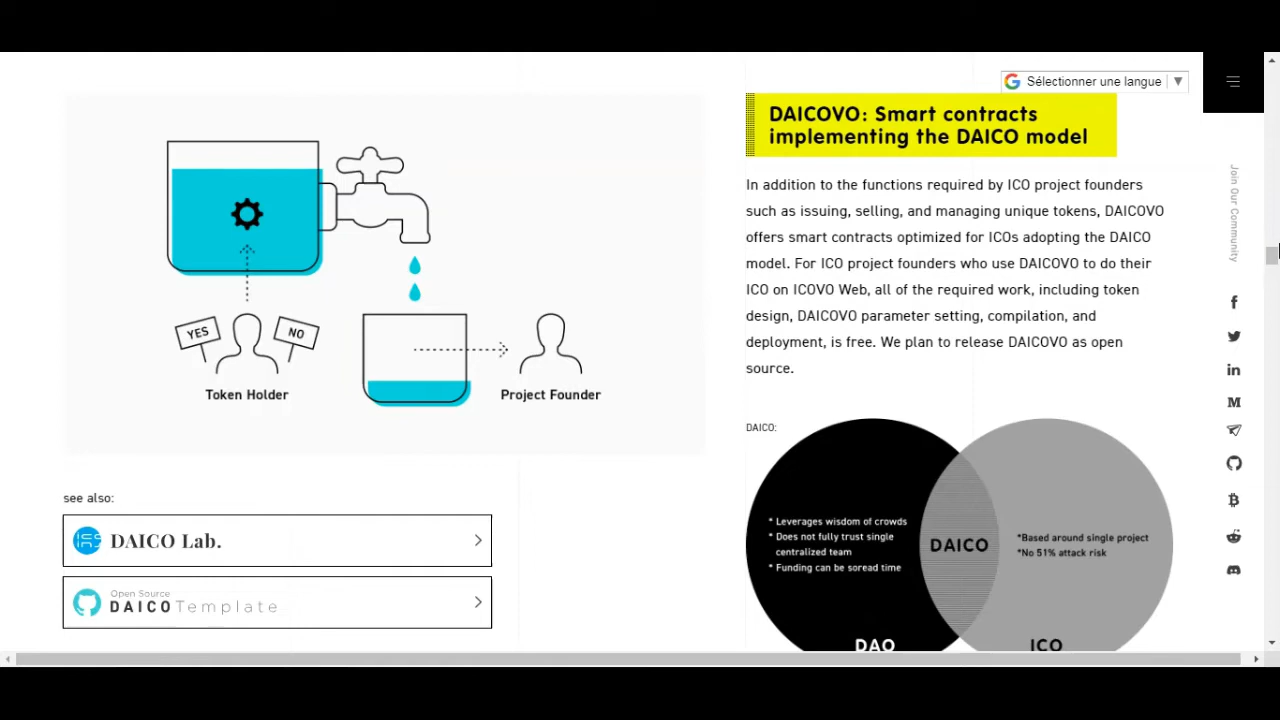 Sélectionner une langue ▼
DAICOVO: Smart contracts
implementing the DAICO model
YES
NO
Token Holder
Project Founder
In addition to the functions required by ICO project founders
such as issuing, selling, and managing unique tokens, DAICOVO
offers smart contracts optimized for ICOs adopting the DAICO
model. For ICO project founders who use DAICOVO to do their
ICO on ICOVO Web, all of the required work, including token
design, DAICOVO parameter setting, compilation, and
deployment, is free. We plan to release DAICOVO as open
source.
Join Our Community
see also:
DAICO Lab.
Open Source
DAICO Template
DAICO:
* Leverages wisdom of crowds
* Does not fully trust single
centralized team
* Funding can be soread time
DAICO
*Based around single project
*No 51% attack risk
DAO
ICO